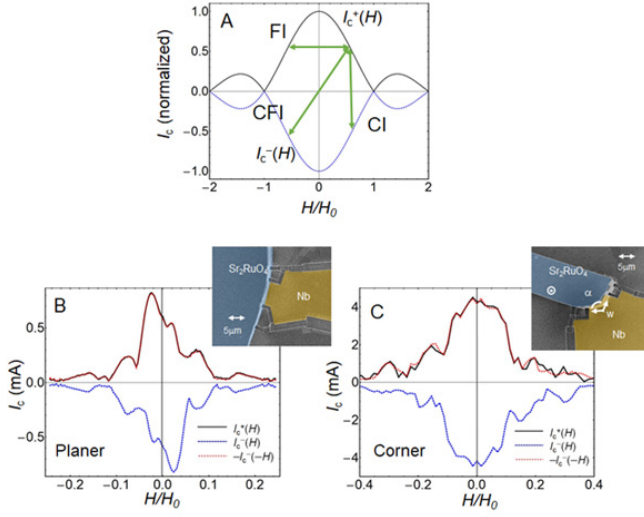 A
FI
Ic⁺(H)
CFI
CI
Ic⁻(H)
Ic (normalized)
1.0
0.5
0.0
−0.5
−1.0
−2
−1
0
1
2
H/H0
B
Sr2RuO4
Nb
5μm
Ic (mA)
0.5
0.0
−0.5
Planer
Ic⁺(H)
Ic⁻(H)
−Ic⁻(−H)
−0.2
−0.1
0.0
0.1
0.2
H/H0
C
Sr2RuO4
5μm
α
w
Nb
Ic (mA)
4
2
0
−2
−4
Corner
Ic⁺(H)
Ic⁻(H)
−Ic⁻(−H)
−0.4
−0.2
0.0
0.2
0.4
H/H0